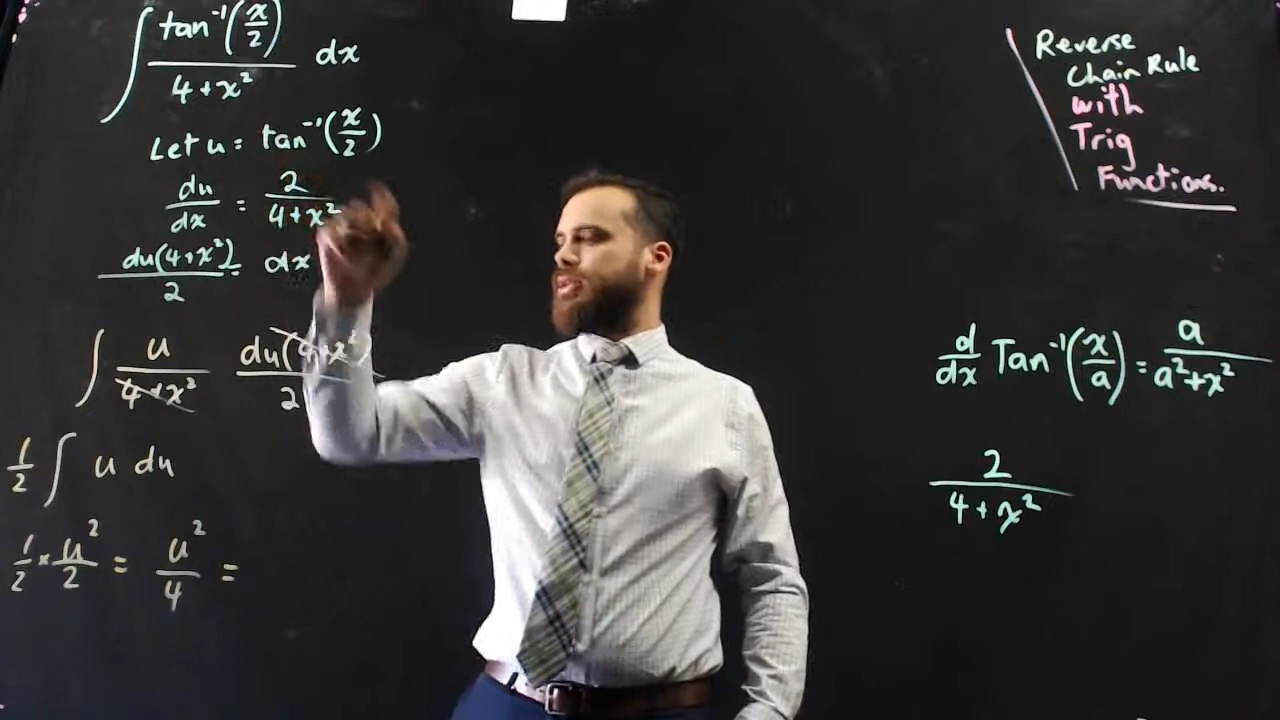 ∫ tan⁻¹(x/2) / 4+x² dx
Let u = tan⁻¹(x/2)
du/dx = 2/4+x²
du(4+x²)/2 = dx
∫ u/4+x² du(4+x²)/2
1/2 ∫ u du
1/2 × u²/2 = u²/4 =
Reverse
Chain Rule
with
Trig
Functions.
d/dx Tan⁻¹(x/a) = a/a²+x²
2/4+x²